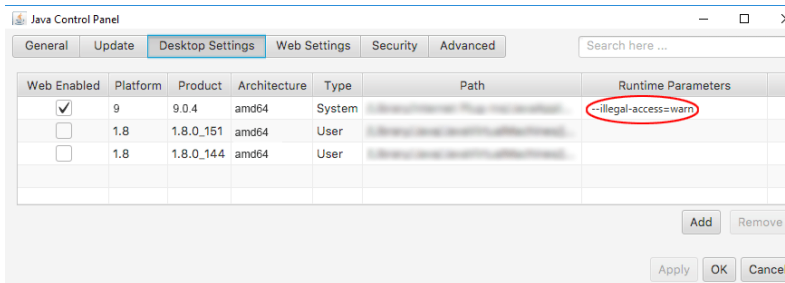 Java Control Panel
General Update Desktop Settings Web Settings Security Advanced Search here ...
Web Enabled Platform Product Architecture Type Path Runtime Parameters
9 9.0.4 amd64 System --illegal-access=warn
1.8 1.8.0_151 amd64 User
1.8 1.8.0_144 amd64 User
Add Remove
Apply OK Cancel